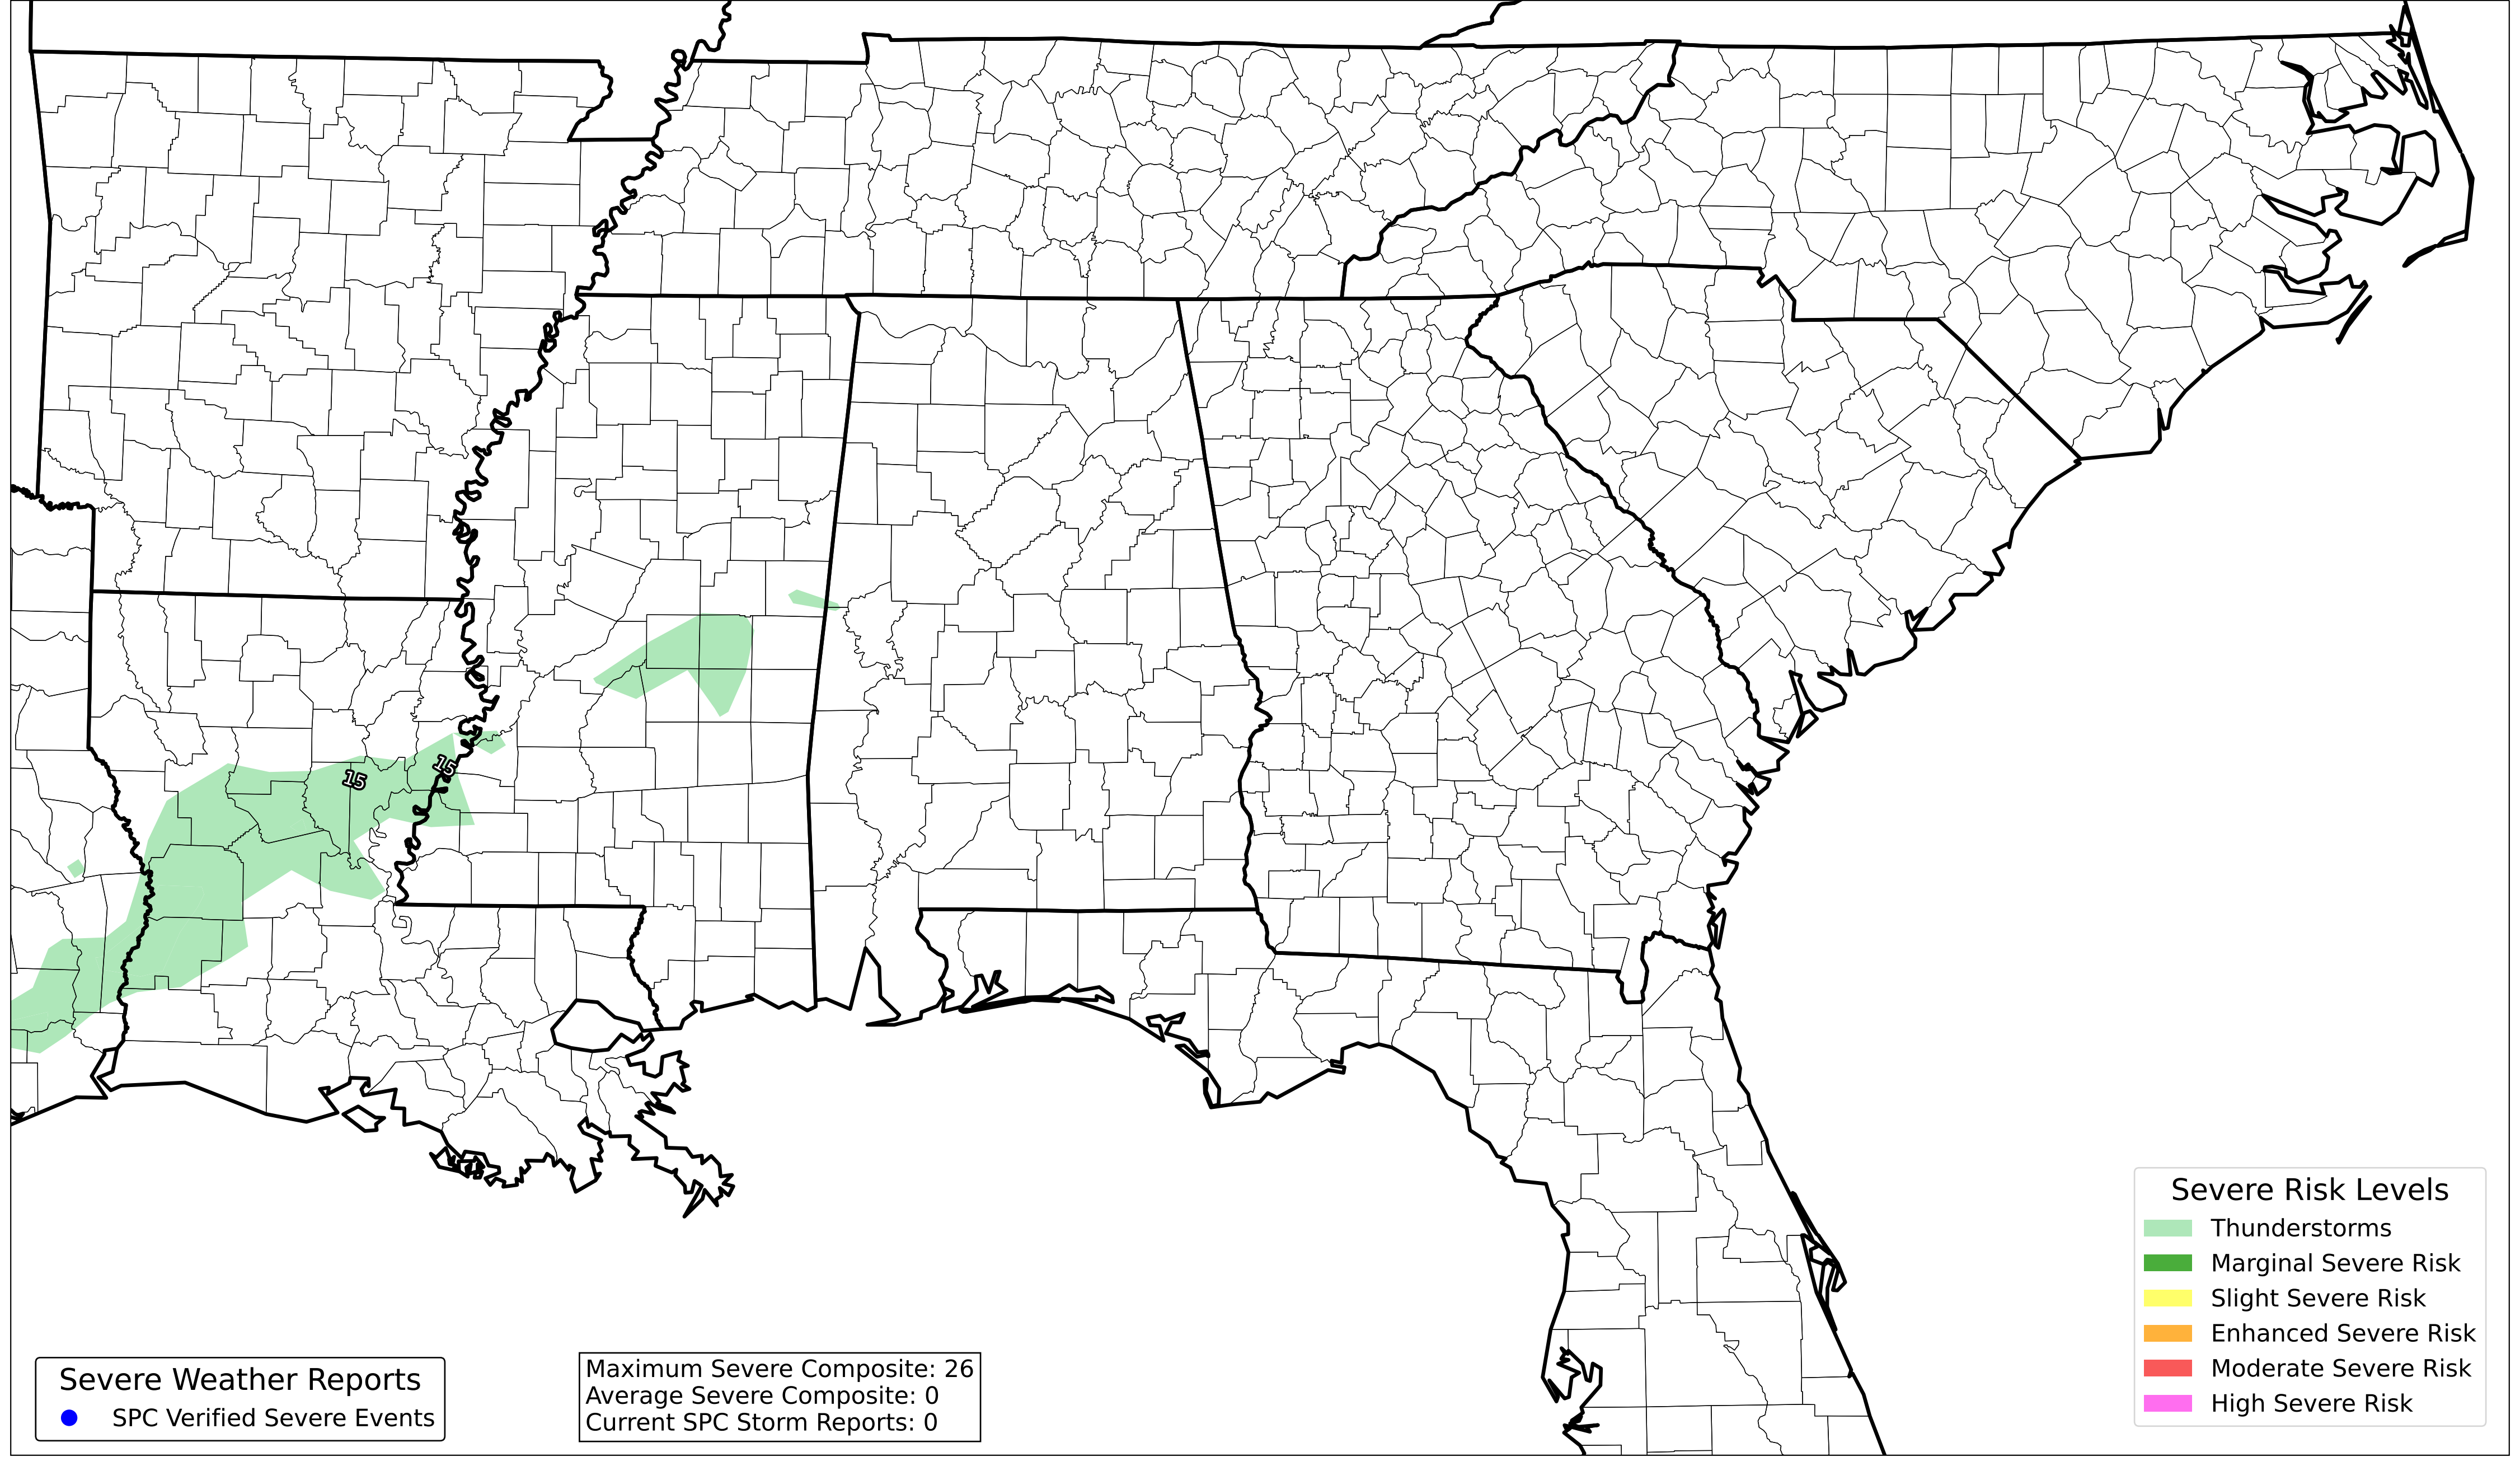 15
15
Severe Risk Levels
Thunderstorms
Marginal Severe Risk
Slight Severe Risk
Enhanced Severe Risk
Moderate Severe Risk
High Severe Risk
Severe Weather Reports
SPC Verified Severe Events
Maximum Severe Composite: 26
Average Severe Composite: 0
Current SPC Storm Reports: 0